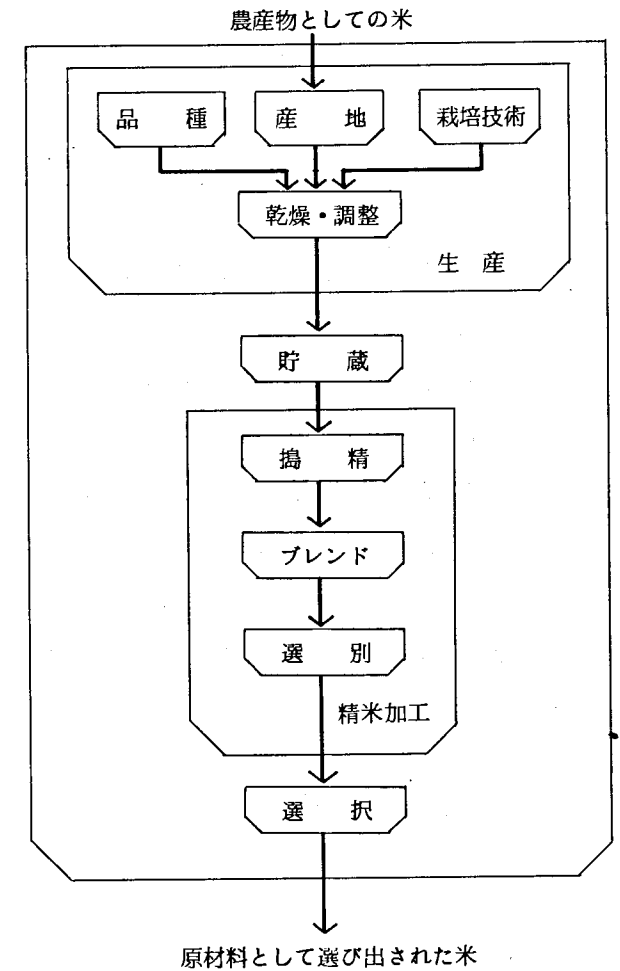 農産物としての米
品種
産地
栽培技術
乾燥・調整
生産
貯蔵
搗精
ブレンド
選別
精米加工
選択
原材料として選び出された米